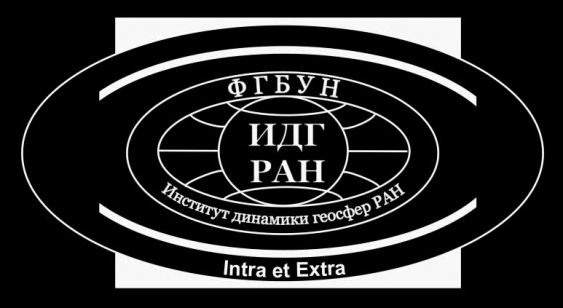 ФГБУН
ИДГ
РАН
Институт динамики геосфер РАН
Intra et Extra